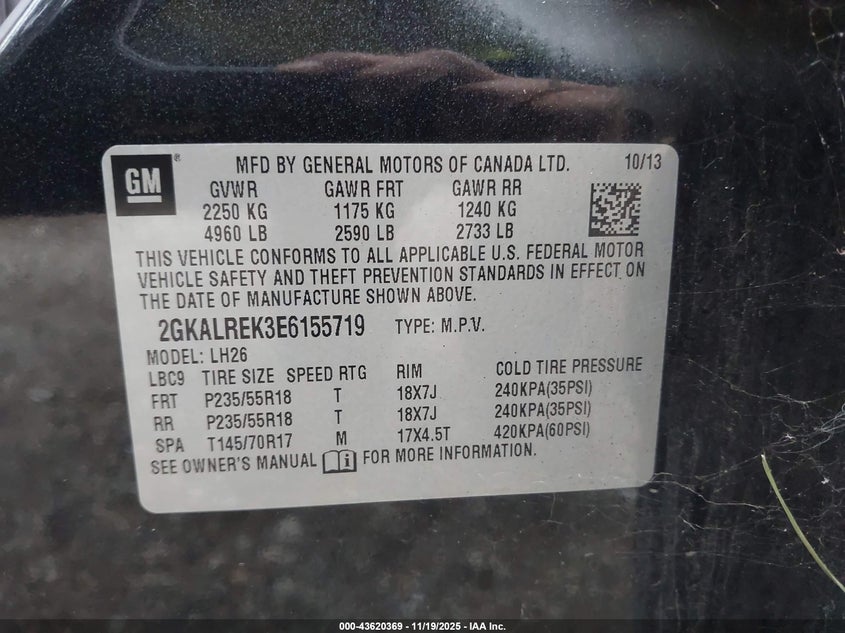 GM ® MFD BY GENERAL MOTORS OF CANADA LTD. 10/13
GVWR GAWR FRT GAWR RR
2250 KG 1175 KG 1240 KG
4960 LB 2590 LB 2733 LB
THIS VEHICLE CONFORMS TO ALL APPLICABLE U.S. FEDERAL MOTOR
VEHICLE SAFETY AND THEFT PREVENTION STANDARDS IN EFFECT ON
THE DATE OF MANUFACTURE SHOWN ABOVE.
2GKALREK3E6155719 TYPE: M.P.V.
MODEL: LH26
LBC9 TIRE SIZE SPEED RTG RIM COLD TIRE PRESSURE
FRT P235/55R18 T 18X7J 240KPA(35PSI)
RR P235/55R18 T 18X7J 240KPA(35PSI)
SPA T145/70R17 M 17X4.5T 420KPA(60PSI)
SEE OWNER'S MANUAL FOR MORE INFORMATION.
000-43620369 - 11/19/2025 - IAA Inc.